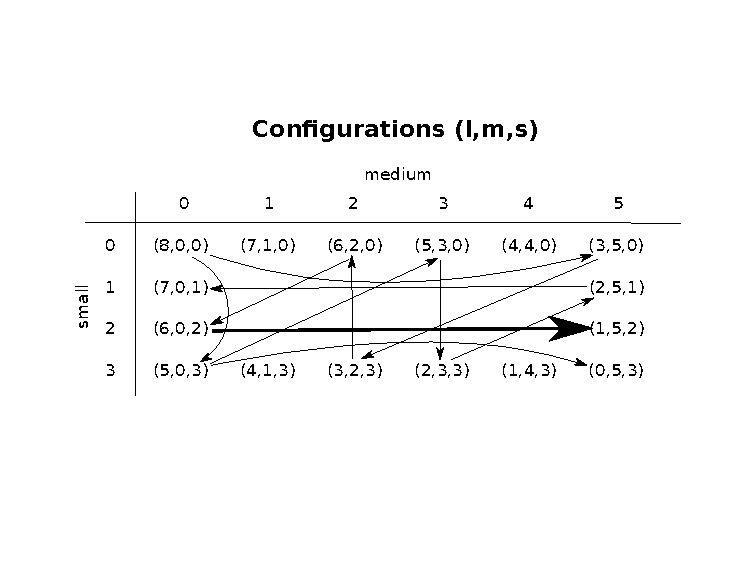 Configurations (l,m,s)
medium
0 1 2 3 4 5
0 (8,0,0) (7,1,0) (6,2,0) (5,3,0) (4,4,0) (3,5,0)
small
1 (7,0,1) (2,5,1)
2 (6,0,2) (1,5,2)
3 (5,0,3) (4,1,3) (3,2,3) (2,3,3) (1,4,3) (0,5,3)